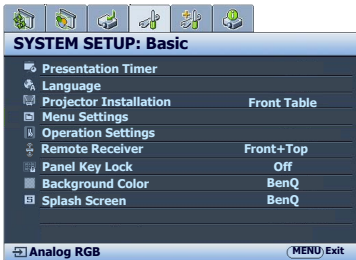 SYSTEM SETUP: Basic
Presentation Timer
Language
Projector Installation Front Table
Menu Settings
Operation Settings
Remote Receiver Front+Top
Panel Key Lock Off
Background Color BenQ
Splash Screen BenQ
Analog RGB MENU Exit